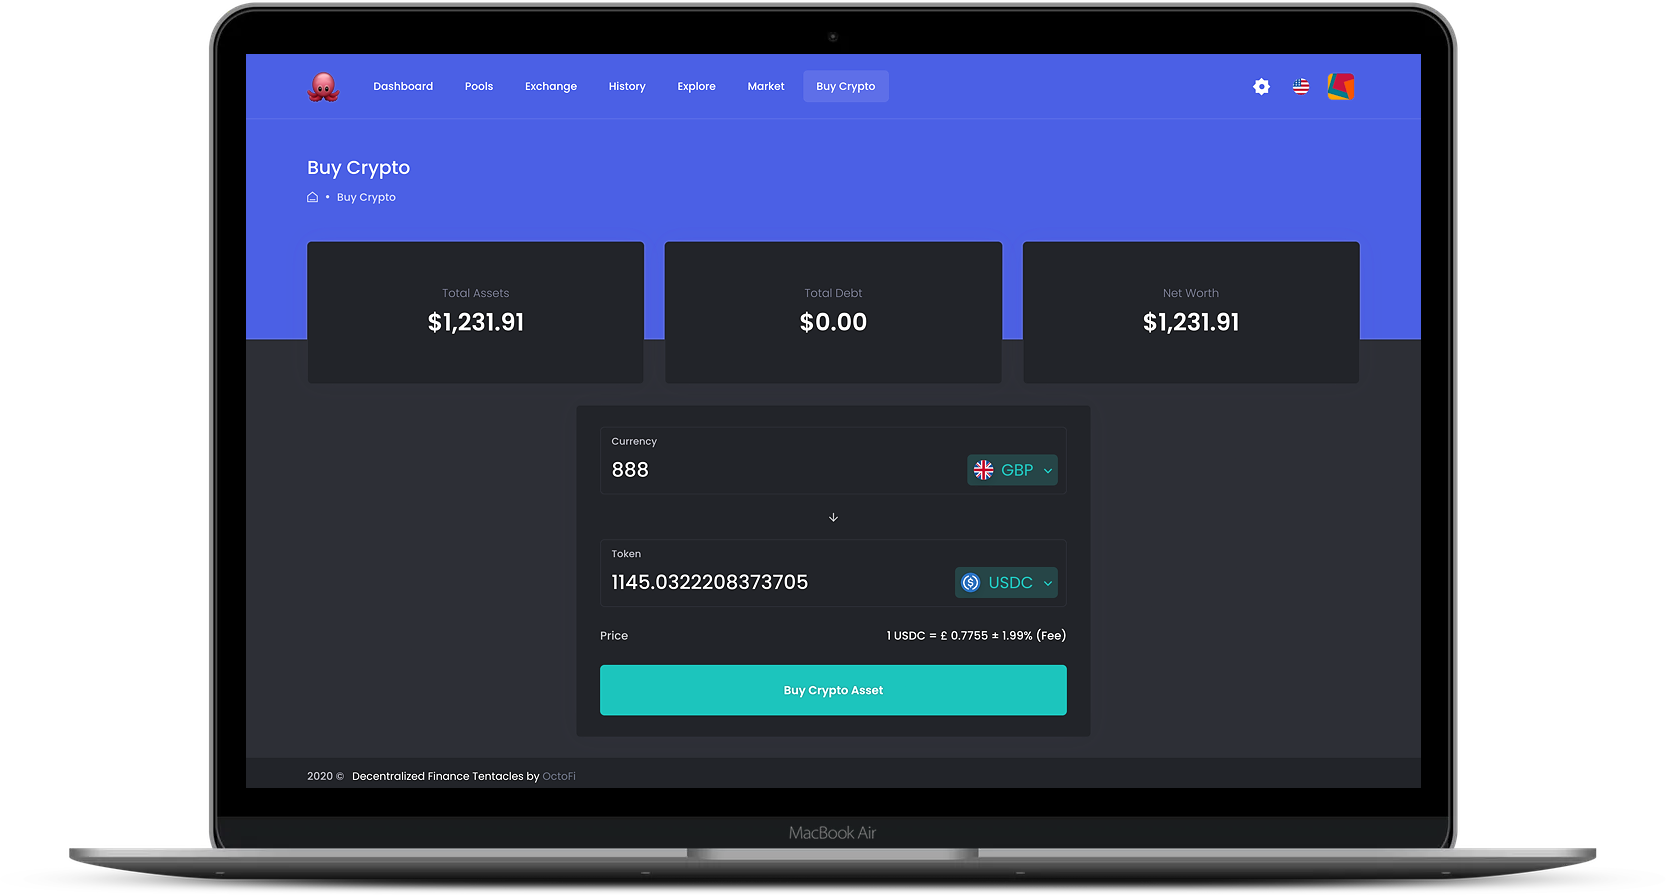 Dashboard Pools Exchange History Explore Market Buy Crypto
Buy Crypto
• Buy Crypto
Total Assets
$1,231.91
Total Debt
$0.00
Net Worth
$1,231.91
Currency
888
GBP
Token
1145.0322208373705
USDC
Price 1 USDC = £ 0.7755 ± 1.99% (Fee)
Buy Crypto Asset
2020 © Decentralized Finance Tentacles by OctoFi
MacBook Air